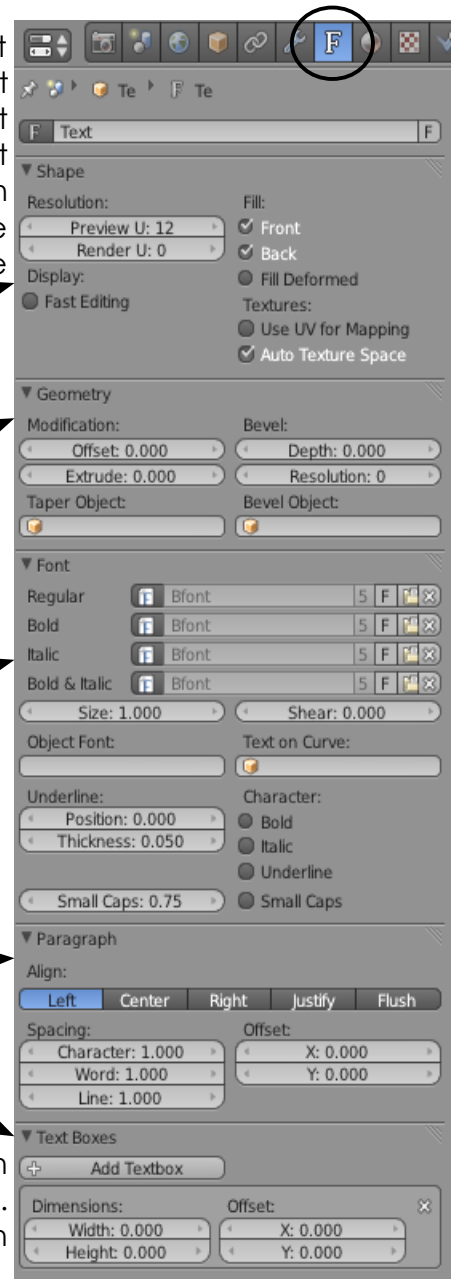 F
Te Te
F Text F
Shape
Resolution: Fill:
Preview U: 12 Front
Render U: 0 Back
Display: Fill Deformed
Fast Editing Textures:
Use UV for Mapping
Auto Texture Space
Geometry
Modification: Bevel:
Offset: 0.000 Depth: 0.000
Extrude: 0.000 Resolution: 0
Taper Object: Bevel Object:
Font
Regular F Bfont 5 F
Bold F Bfont 5 F
Italic F Bfont 5 F
Bold & Italic F Bfont 5 F
Size: 1.000 Shear: 0.000
Object Font: Text on Curve:
Underline: Character:
Position: 0.000 Bold
Thickness: 0.050 Italic
Underline
Small Caps: 0.75 Small Caps
Paragraph
Align:
Left Center Right Justify Flush
Spacing: Offset:
Character: 1.000 X: 0.000
Word: 1.000 Y: 0.000
Line: 1.000
Text Boxes
Add Textbox
Dimensions: Offset:
Width: 0.000 X: 0.000
Height: 0.000 Y: 0.000